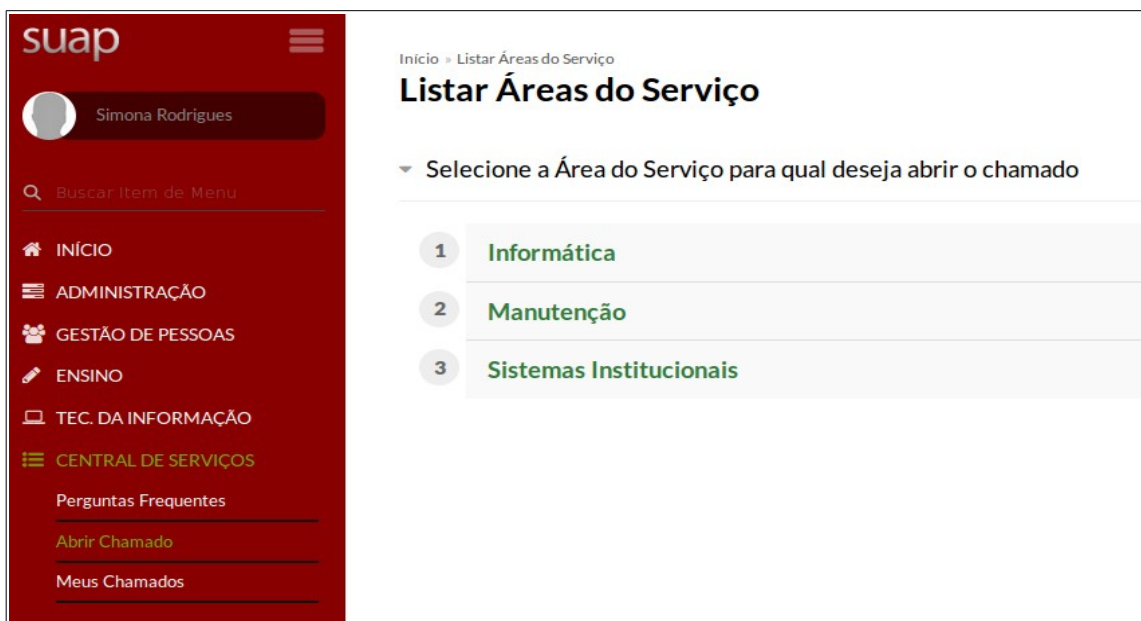 suap
Simona Rodrigues
Buscar Item de Menu
INÍCIO
ADMINISTRAÇÃO
GESTÃO DE PESSOAS
ENSINO
TEC. DA INFORMAÇÃO
CENTRAL DE SERVIÇOS
Perguntas Frequentes
Abrir Chamado
Meus Chamados
Início » Listar Áreas do Serviço
Listar Áreas do Serviço
Selecione a Área do Serviço para qual deseja abrir o chamado
1 Informática
2 Manutenção
3 Sistemas Institucionais